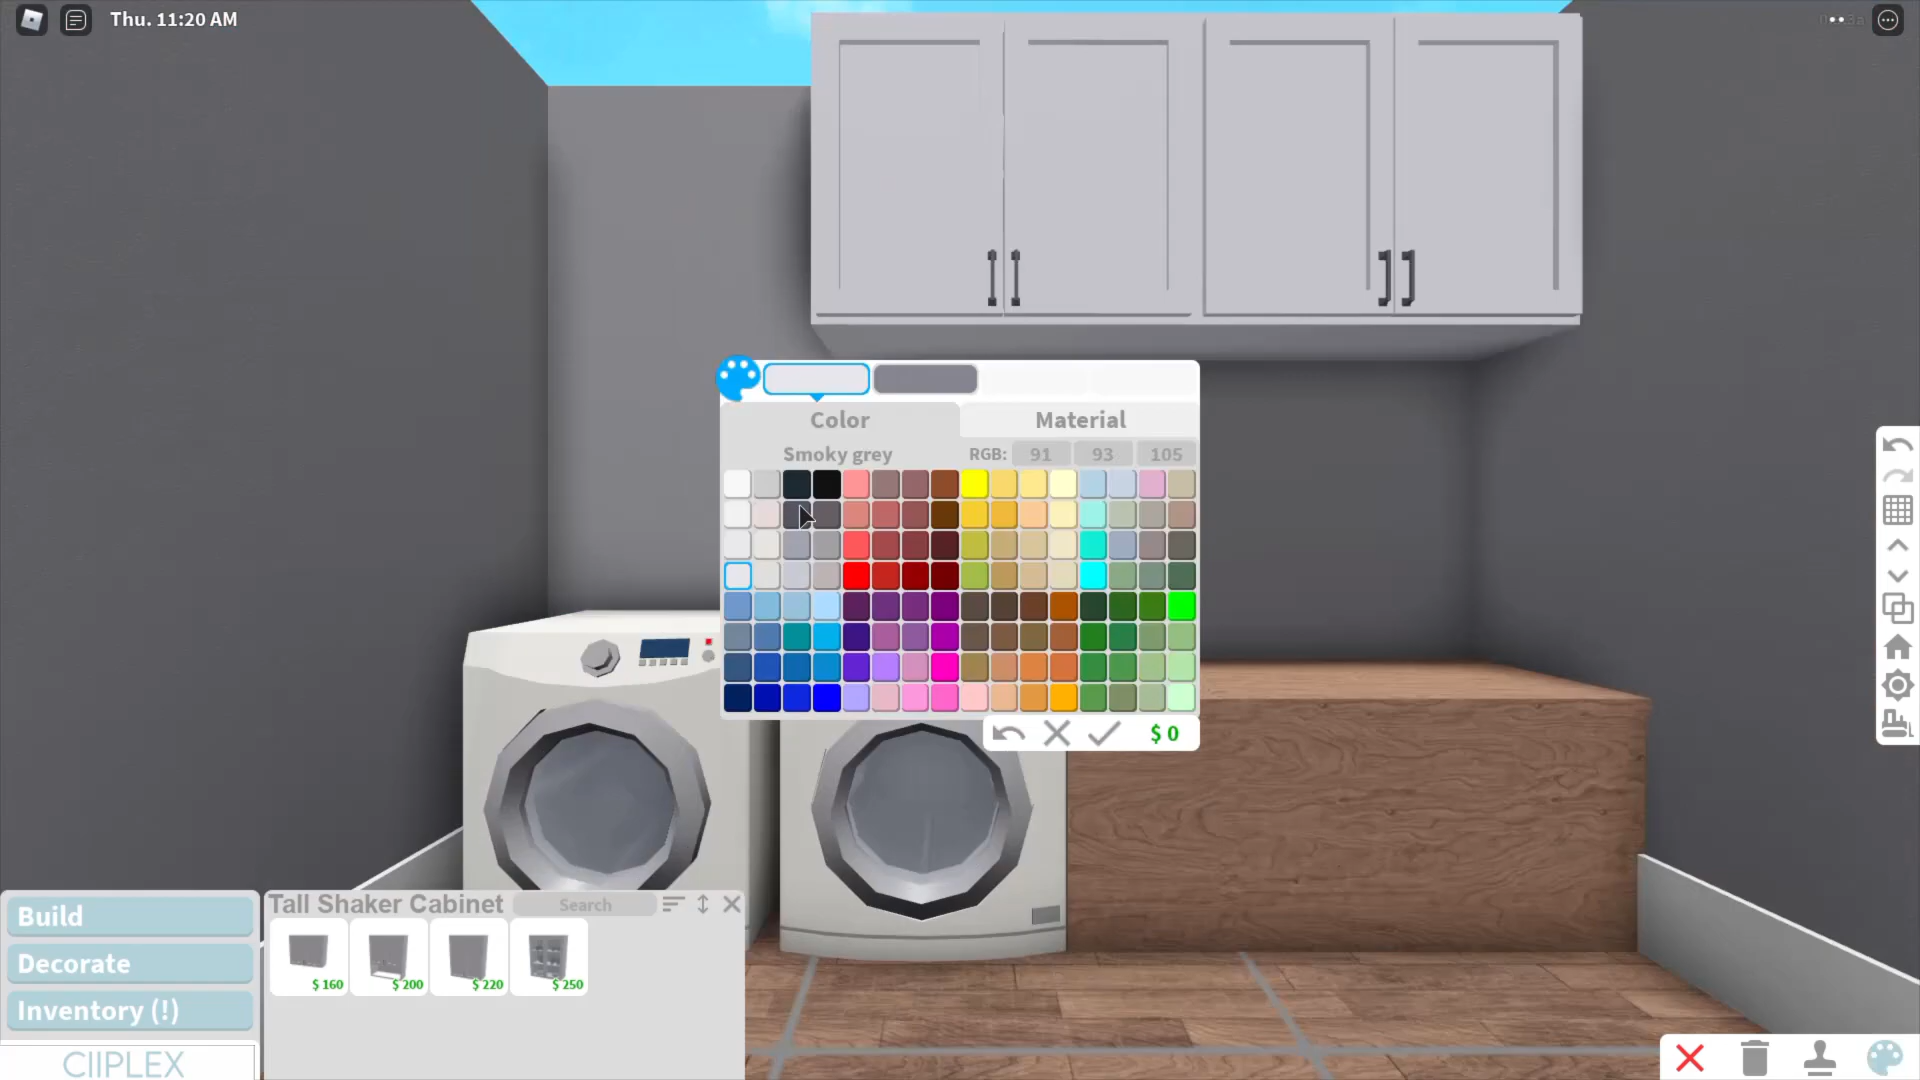 Thu. 11:20 AM
Color
Material
Smoky grey
RGB: 91 93 105
$ 0
Build
Decorate
Inventory (!)
CIIPLEX
Tall Shaker Cabinet
Search
$ 160
$ 200
$ 220
$ 250